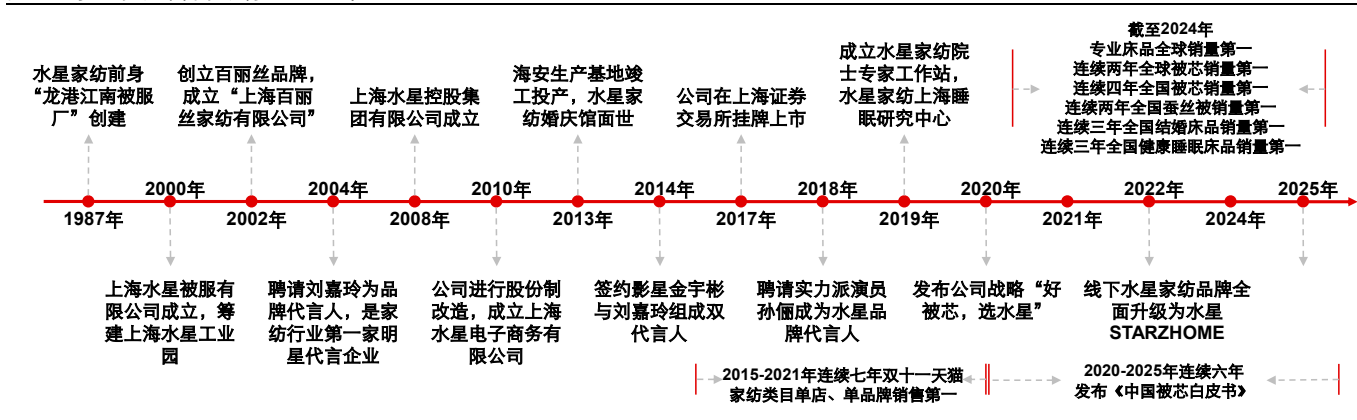 水星家纺前身
“龙港江南被服
厂”创建
创立百丽丝品牌，
成立“上海百丽
丝家纺有限公司”
上海水星控股集
团有限公司成立
海安生产基地竣
工投产，水星家
纺婚庆馆面世
公司在上海证券
交易所挂牌上市
成立水星家纺院
士专家工作站，
水星家纺上海睡
眠研究中心
截至2024年
专业床品全球销量第一
连续两年全球被芯销量第一
连续四年全国被芯销量第一
连续两年全国蚕丝被销量第一
连续三年全国结婚床品销量第一
连续三年全国健康睡眠床品销量第一
2000年
2004年
2010年
2014年
2018年
2020年
2022年
2025年
1987年
2002年
2008年
2013年
2017年
2019年
2021年
2024年
上海水星被服有
限公司成立，筹
建上海水星工业
园
聘请刘嘉玲为品
牌代言人，是家
纺行业第一家明
星代言企业
公司进行股份制
改造，成立上海
水星电子商务有
限公司
签约影星金宇彬
与刘嘉玲组成双
代言人
聘请实力派演员
孙俪成为水星品
牌代言人
发布公司战略“好
被芯，选水星”
线下水星家纺品牌全
面升级为水星
STARZHOME
2015-2021年连续七年双十一天猫
家纺类目单店、单品牌销售第一
2020-2025年连续六年
发布《中国被芯白皮书》